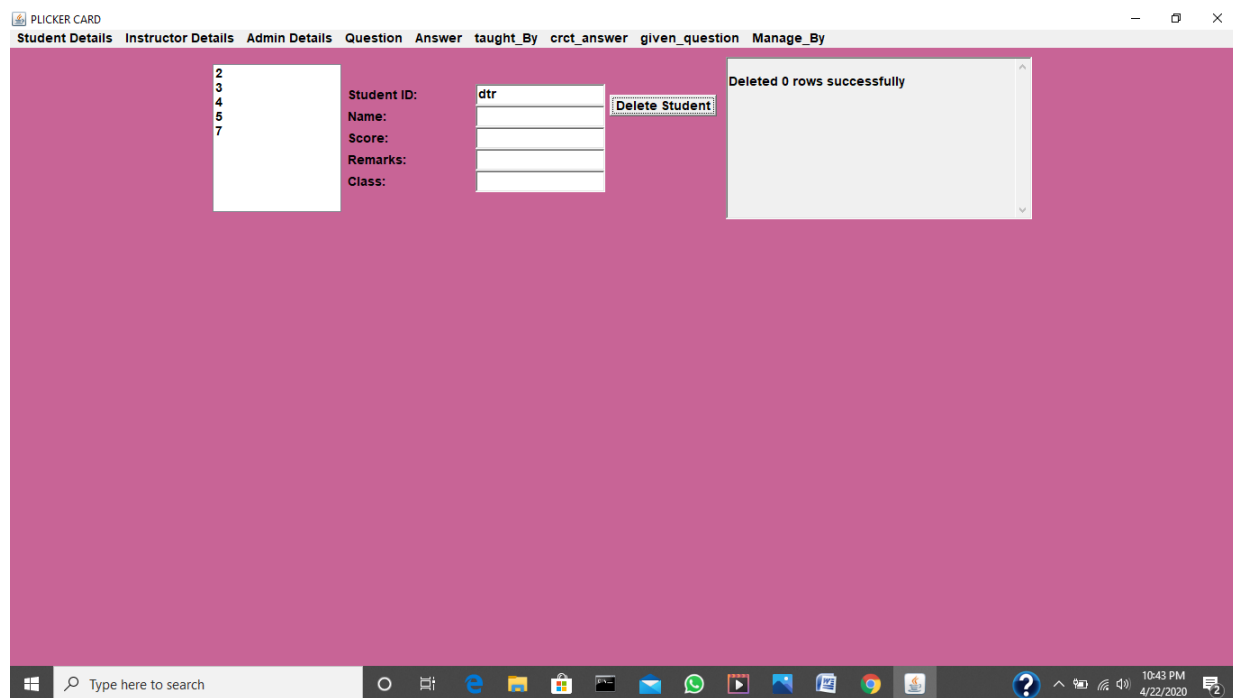 PLICKER CARD
Student Details Instructor Details Admin Details Question Answer taught_By crct_answer given_question Manage_By
2
3
4
5
7
Student ID: dtr
Name:
Score:
Remarks:
Class:
Delete Student
Deleted 0 rows successfully
Type here to search
10:43 PM
4/22/2020
2